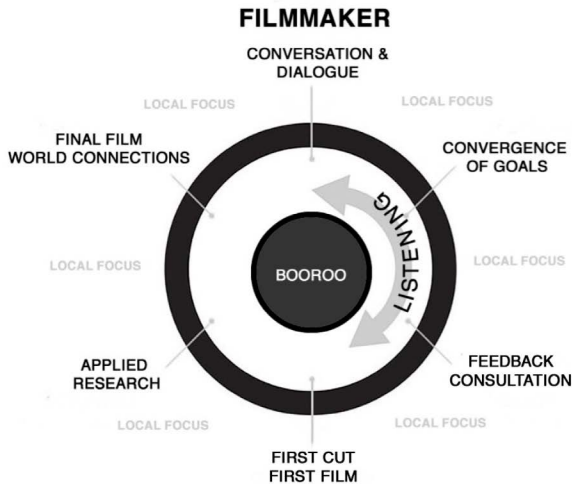 FILMMAKER
CONVERSATION &
DIALOGUE
LOCAL FOCUS
LOCAL FOCUS
FINAL FILM
WORLD CONNECTIONS
CONVERGENCE
OF GOALS
LISTENING
LOCAL FOCUS
BOOROO
LOCAL FOCUS
APPLIED
RESEARCH
FEEDBACK
CONSULTATION
LOCAL FOCUS
LOCAL FOCUS
FIRST CUT
FIRST FILM